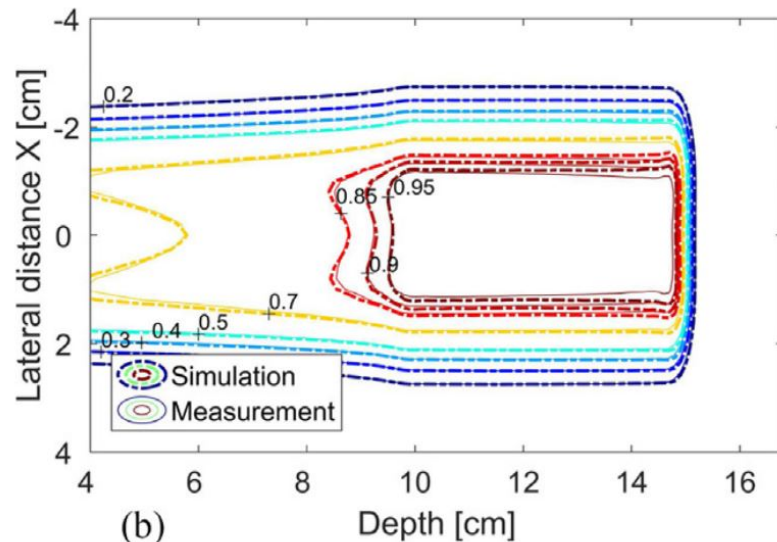 -4
-2
0
2
4
Lateral distance X [cm]
0.2
0.85
0.95
0.9
0.7
0.5
0.4
0.3
Simulation
Measurement
4 6 8 10 12 14 16
(b)
Depth [cm]